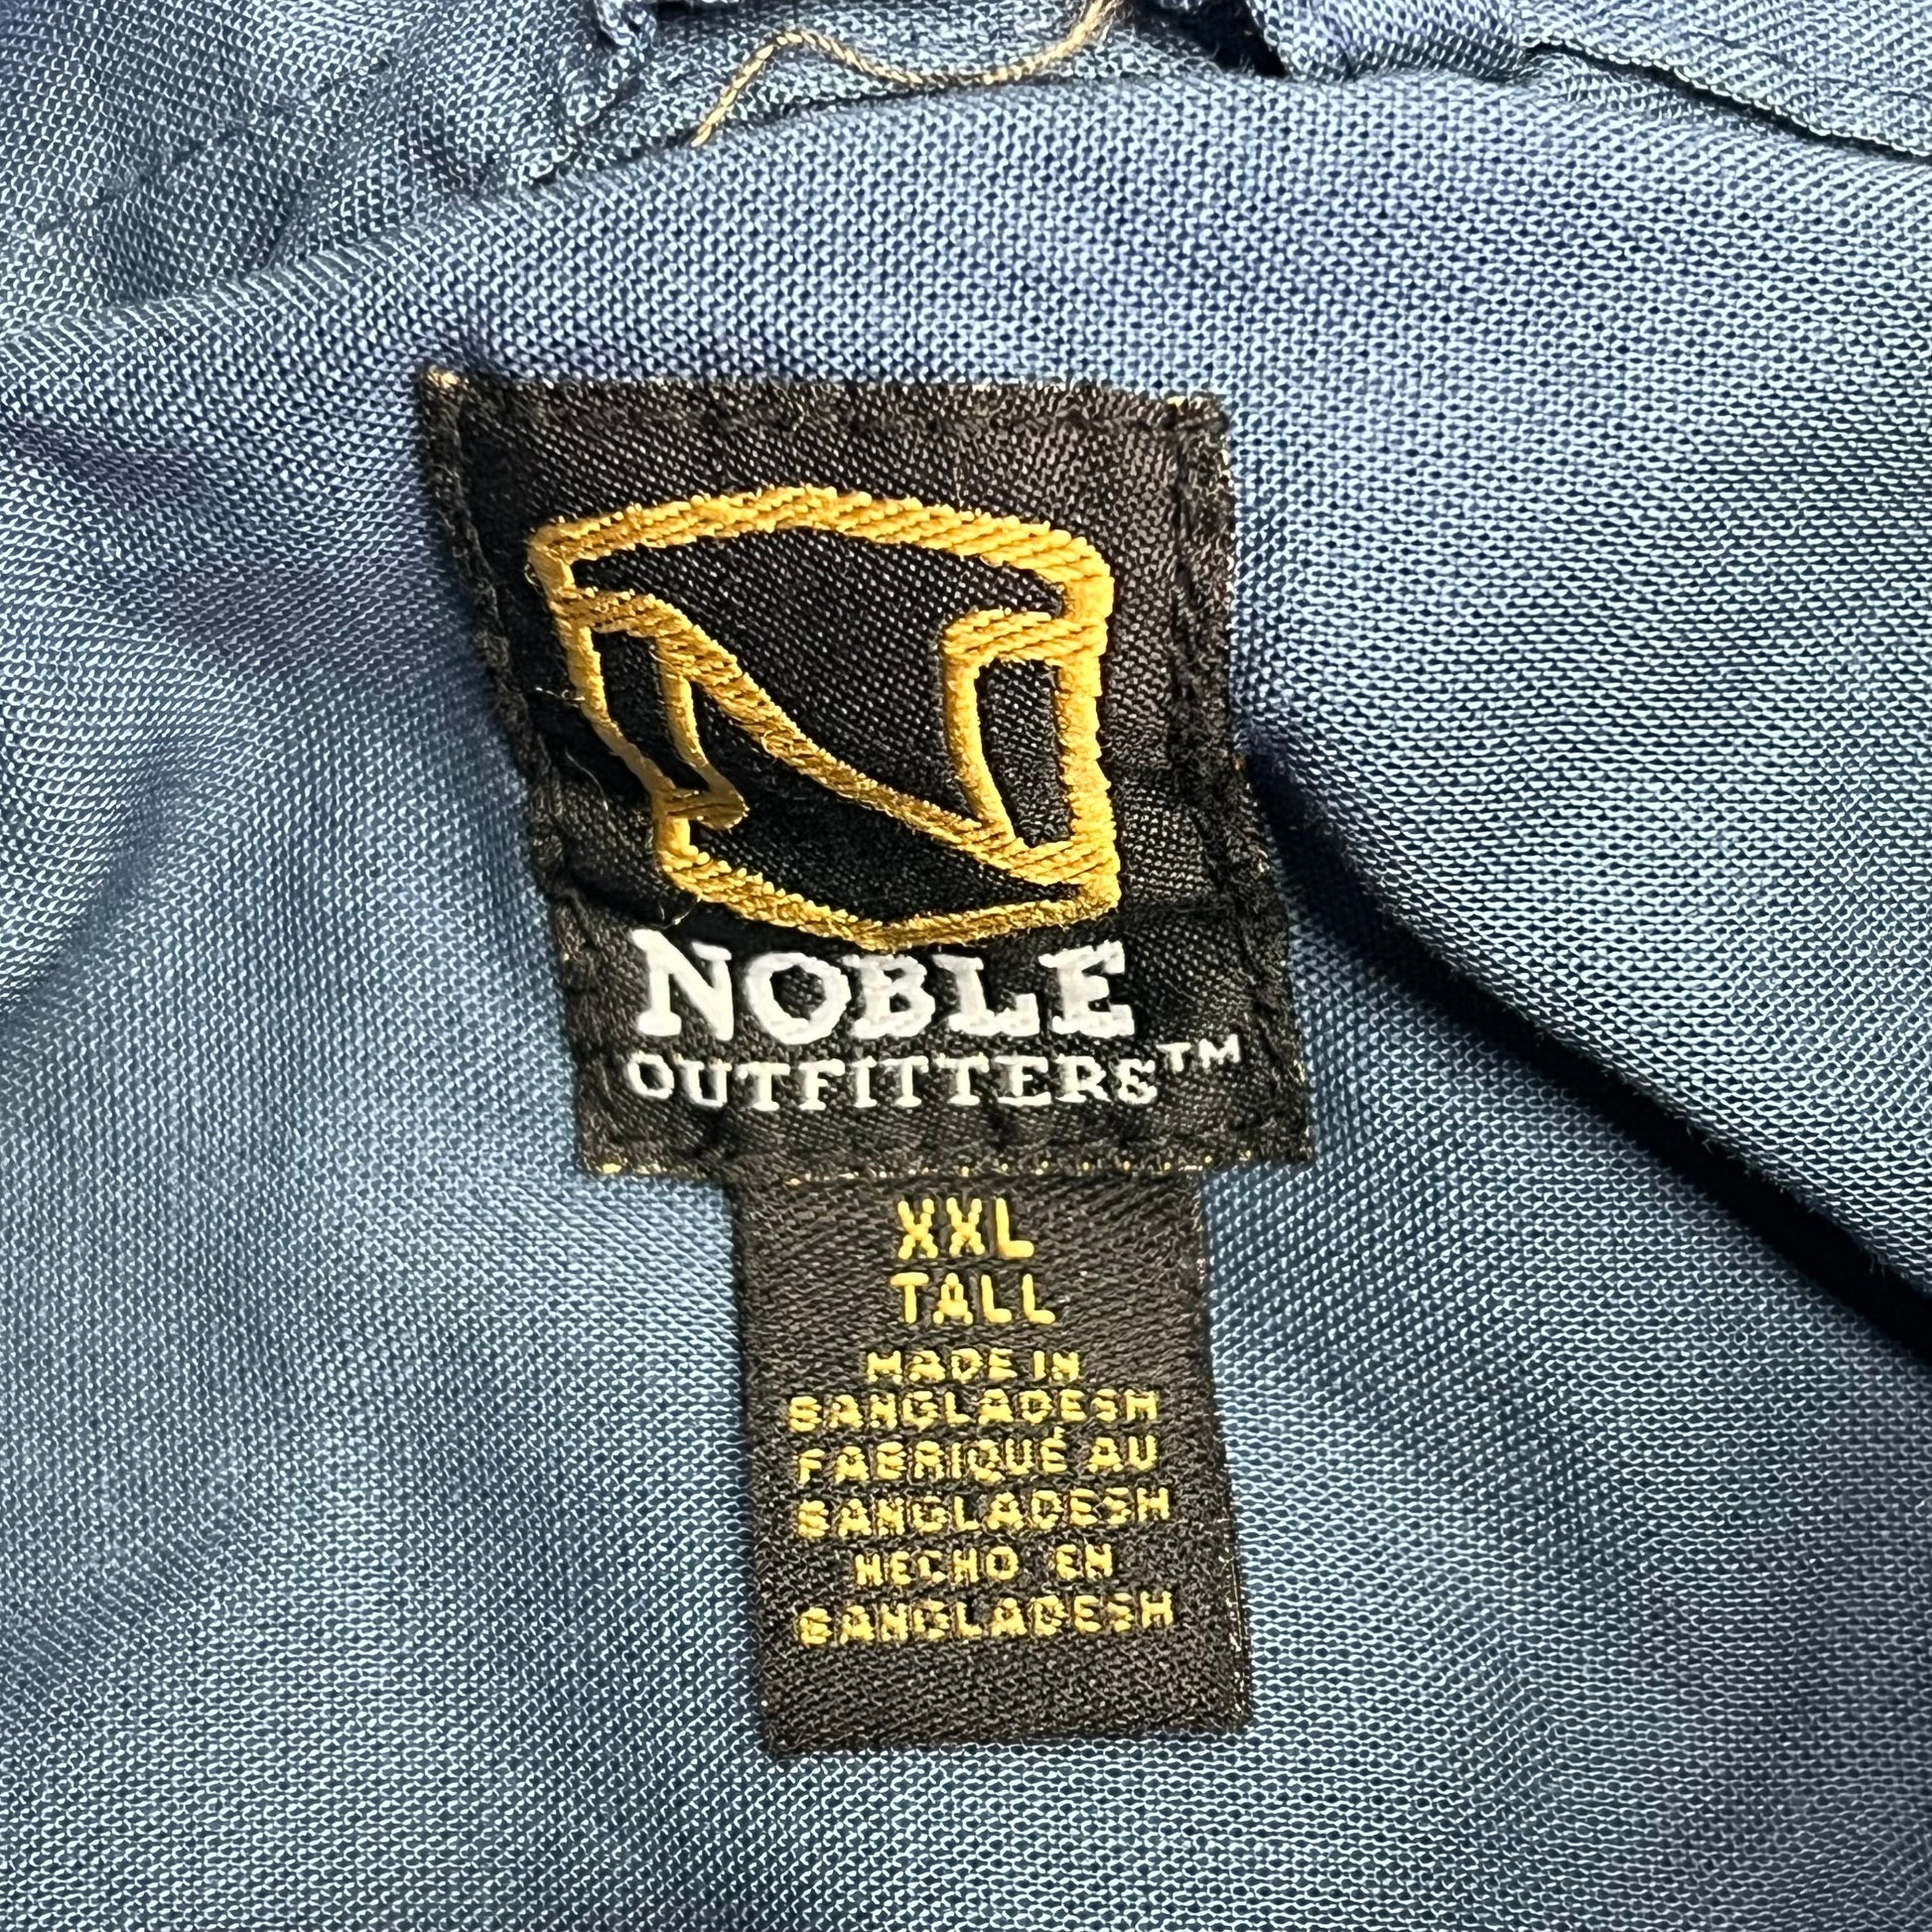 NOBLE
OUTFITTERS™
XXL
TALL
MADE IN
BANGLADESH
FABRIQUÉ AU
BANGLADESH
HECHO EN
BANGLADESH